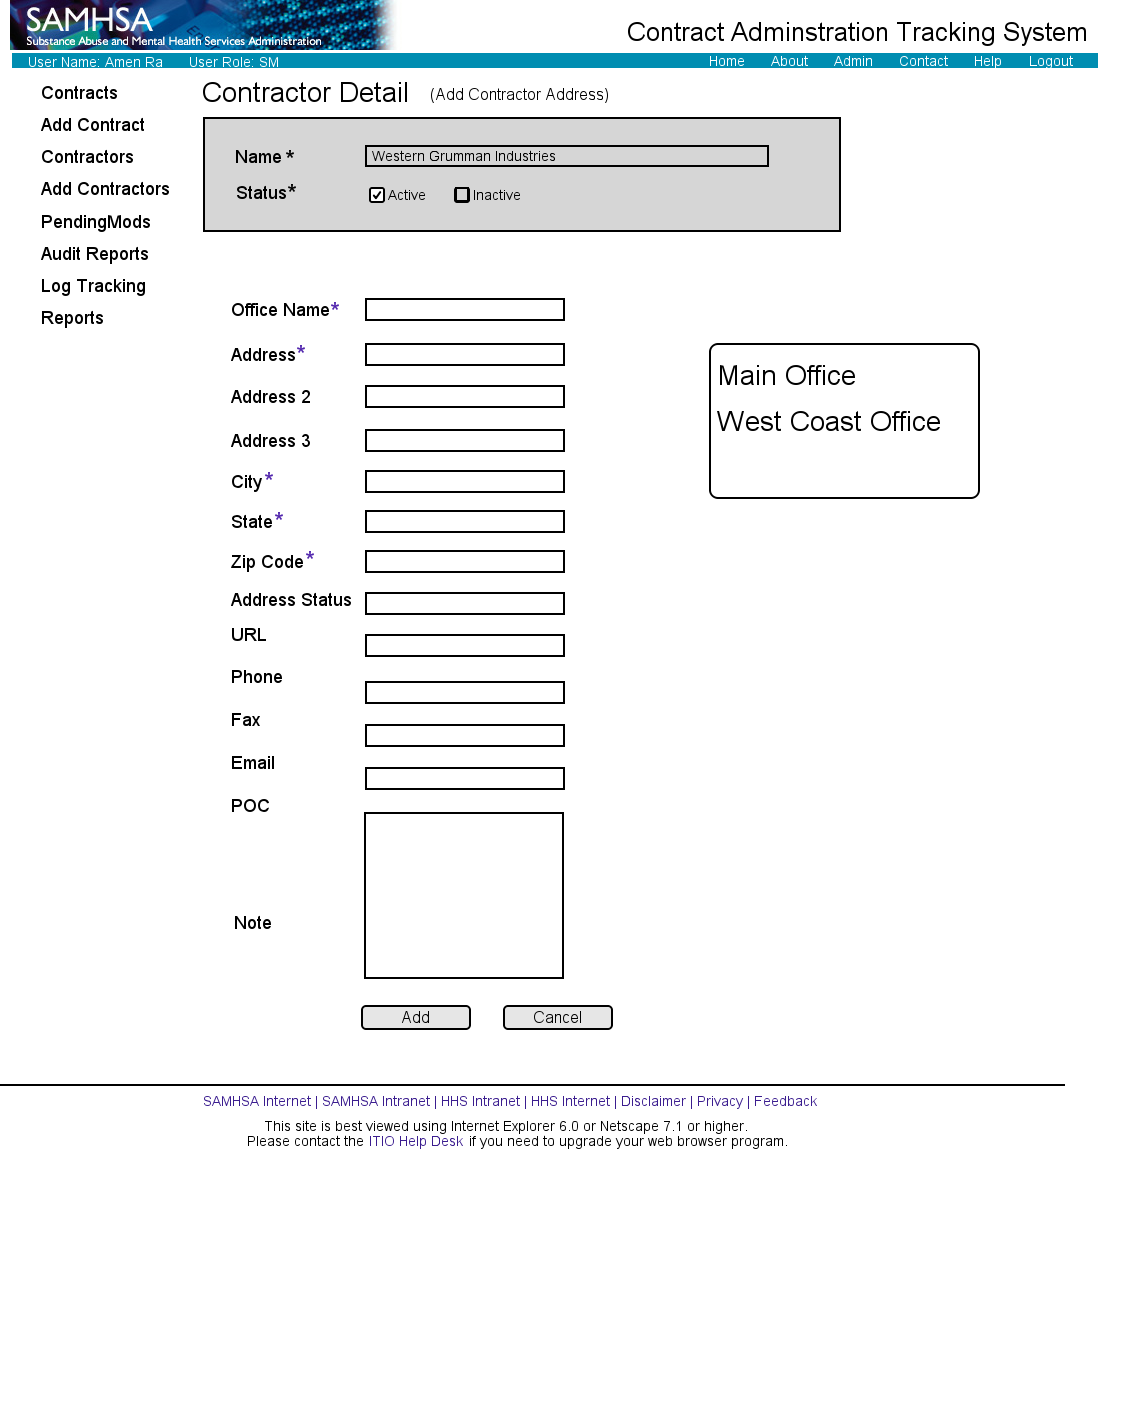 SAMHSA
Substance Abuse and Mental Health Services Administration
Contract Adminstration Tracking System
User Name: Amen Ra User Role: SM Home About Admin Contact Help Logout
Contracts
Add Contract
Contractors
Add Contractors
PendingMods
Audit Reports
Log Tracking
Reports
Contractor Detail (Add Contractor Address)
Name * Western Grumman Industries
Status* Active Inactive
Office Name*
Address*
Address 2
Address 3
City*
State*
Zip Code*
Address Status
URL
Phone
Fax
Email
POC
Note
Main Office
West Coast Office
Add Cancel
SAMHSA Internet | SAMHSA Intranet | HHS Intranet | HHS Internet | Disclaimer | Privacy | Feedback
This site is best viewed using Internet Explorer 6.0 or Netscape 7.1 or higher.
Please contact the ITIO Help Desk if you need to upgrade your web browser program.